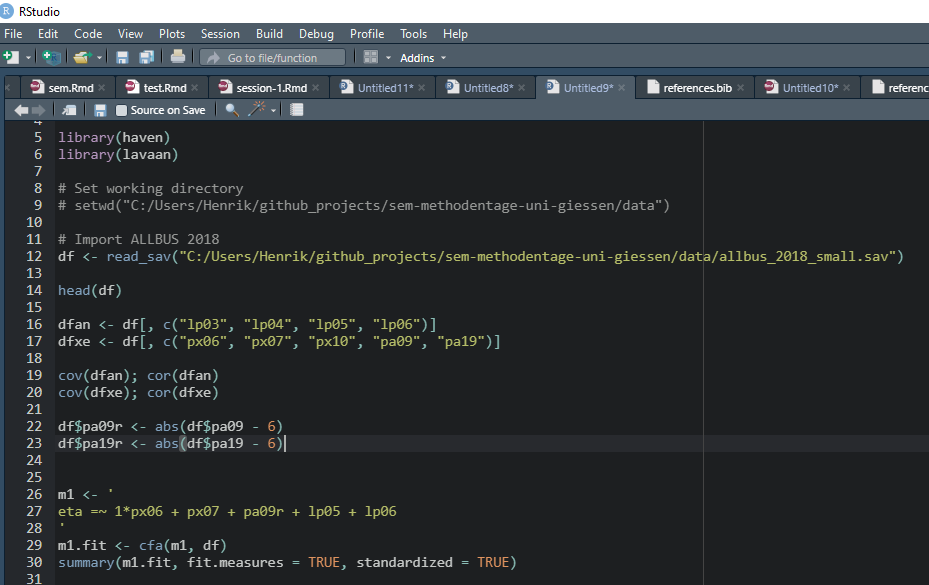 RStudio
File Edit Code View Plots Session Build Debug Profile Tools Help
Go to file/function Addins
sem.Rmd test.Rmd session-1.Rmd Untitled11* Untitled8* Untitled9* references.bib Untitled10* referenc
Source on Save
4
5 library(haven)
6 library(lavaan)
7
8 # Set working directory
9 # setwd("C:/Users/Henrik/github_projects/sem-methodentage-uni-giessen/data")
10
11 # Import ALLBUS 2018
12 df <- read_sav("C:/Users/Henrik/github_projects/sem-methodentage-uni-giessen/data/allbus_2018_small.sav")
13
14 head(df)
15
16 dfan <- df[, c("lp03", "lp04", "lp05", "lp06")]
17 dfxe <- df[, c("px06", "px07", "px10", "pa09", "pa19")]
18
19 cov(dfan); cor(dfan)
20 cov(dfxe); cor(dfxe)
21
22 df$pa09r <- abs(df$pa09 - 6)
23 df$pa19r <- abs(df$pa19 - 6)
24
25
26 m1 <- '
27 eta =~ 1*px06 + px07 + pa09r + lp05 + lp06
28 '
29 m1.fit <- cfa(m1, df)
30 summary(m1.fit, fit.measures = TRUE, standardized = TRUE)
31